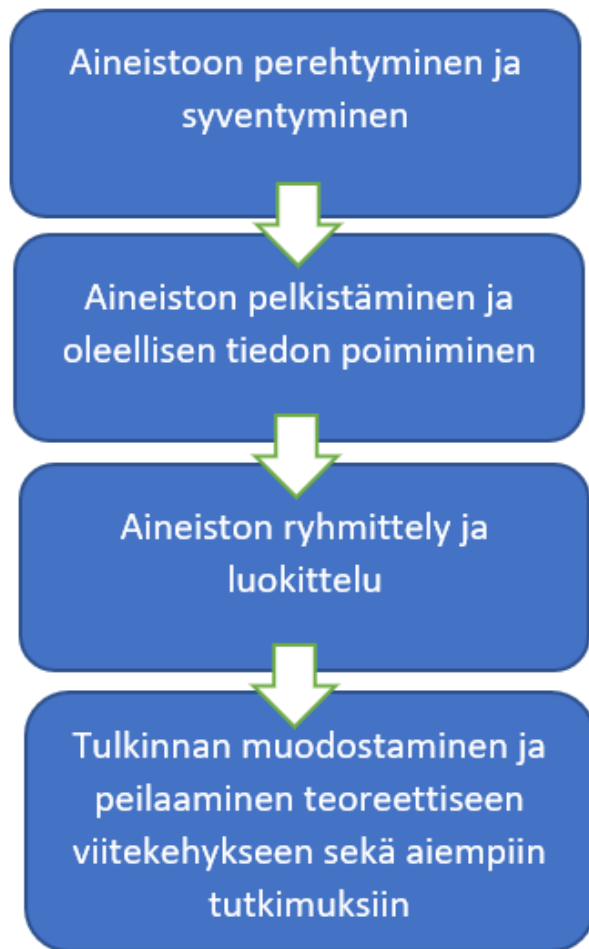 Aineistoon perehtyminen ja
syventyminen
Aineiston pelkistäminen ja
oleellisen tiedon poimiminen
Aineiston ryhmittely ja
luokittelu
Tulkinnan muodostaminen ja
peilaaminen teoreettiseen
viitekehykseen sekä aiempiin
tutkimuksiin